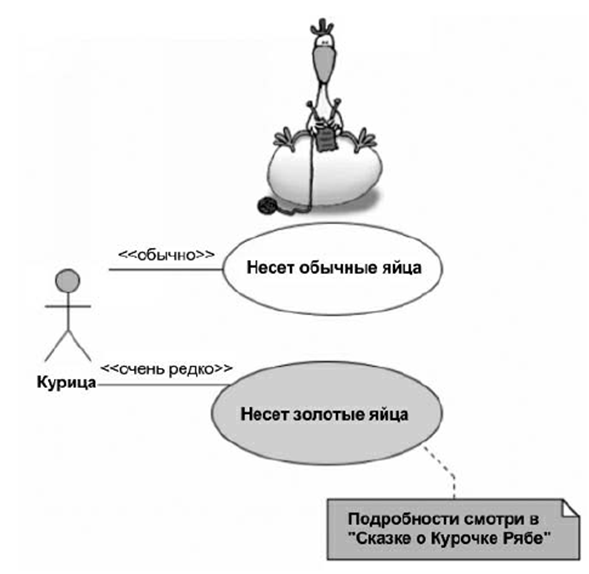 <<обычно>>
Несет обычные яйца
<<очень редко>>
Курица
Несет золотые яйца
Подробности смотри в
"Сказке о Курочке Рябе"